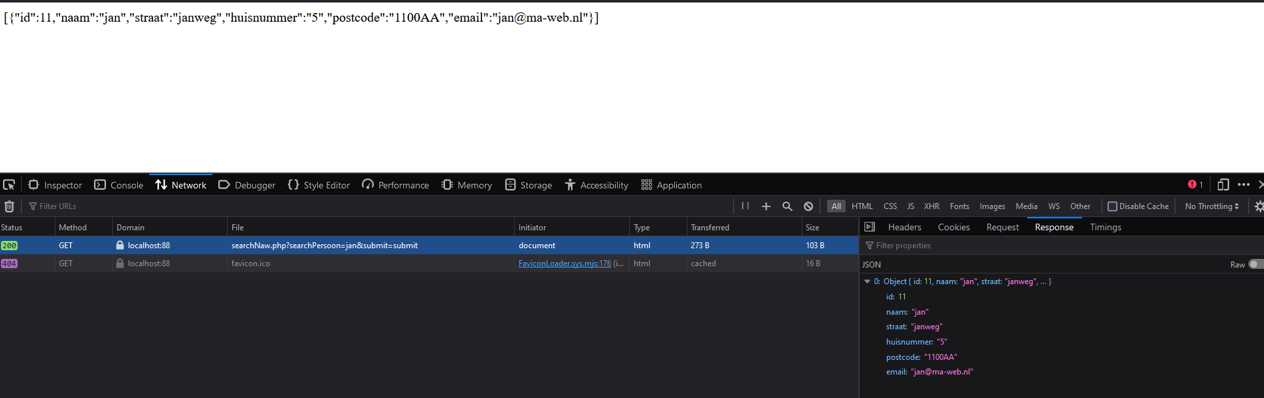 [{"id":11,"naam":"jan","straat":"janweg","huisnummer":"5","postcode":"1100AA","email":"jan@ma-web.nl"}]
Inspector Console Network Debugger Style Editor Performance Memory Storage Accessibility Application 1
Filter URLs All HTML CSS JS XHR Fonts Images Media WS Other Disable Cache No Throttling
Status Method Domain File Initiator Type Transferred Size
200 GET localhost:88 searchNaw.php?searchPersoon=jan&submit=submit document html 273 B 103 B
404 GET localhost:88 favicon.ico FaviconLoader.sys.mjs:176 (i... html cached 16 B
Headers Cookies Request Response Timings
Filter properties
JSON Raw
0: Object { id: 11, naam: "jan", straat: "janweg", ... }
id: 11
naam: "jan"
straat: "janweg"
huisnummer: "5"
postcode: "1100AA"
email: "jan@ma-web.nl"